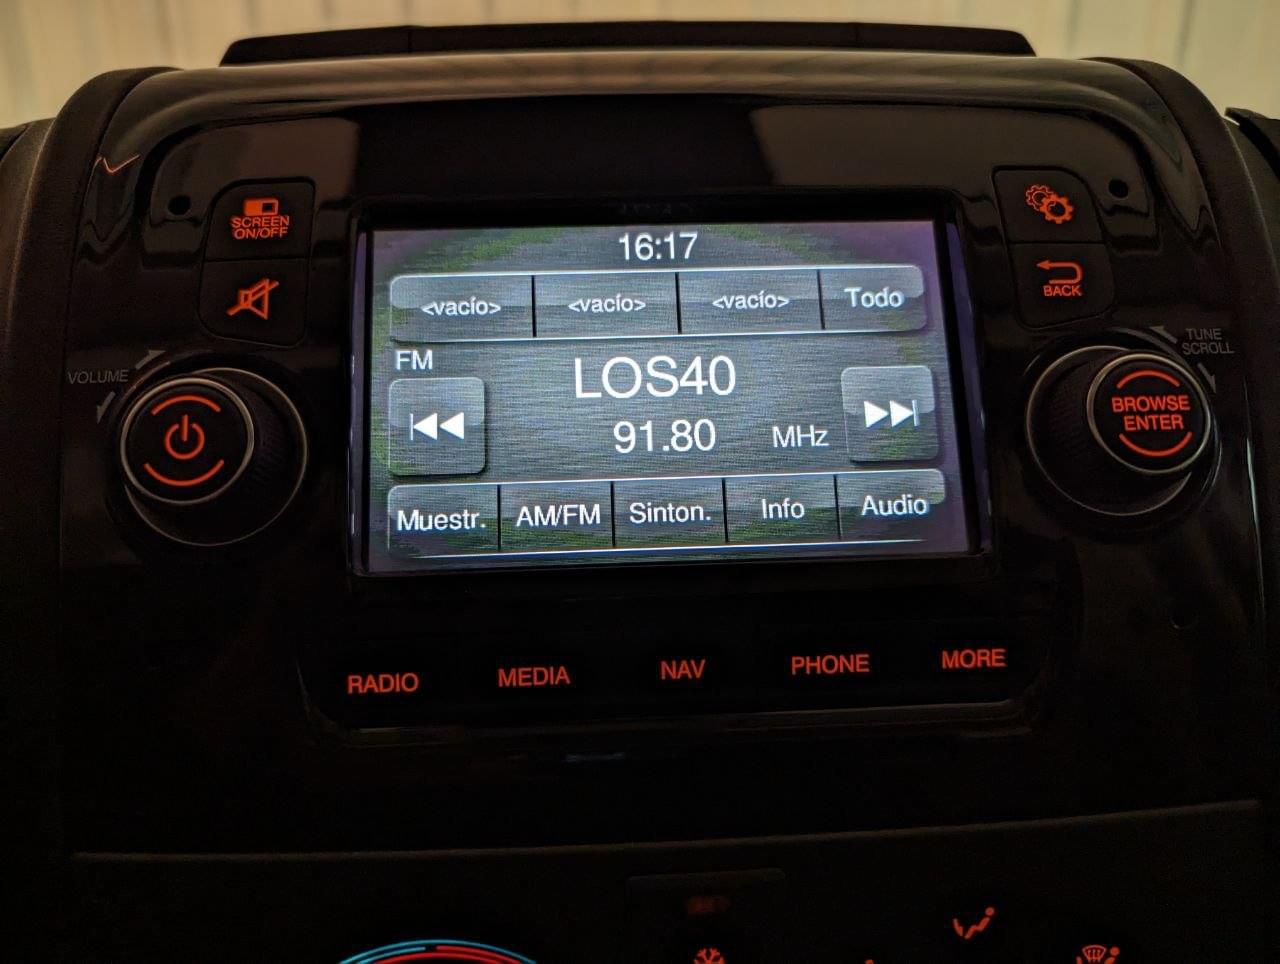 16:17
SCREEN
ON/OFF
<vacío> <vacío> <vacío> Todo
BACK
FM
LOS40
91.80 MHz
VOLUME
TUNE
SCROLL
BROWSE
ENTER
Muestr. AM/FM Sinton. Info Audio
RADIO MEDIA NAV PHONE MORE